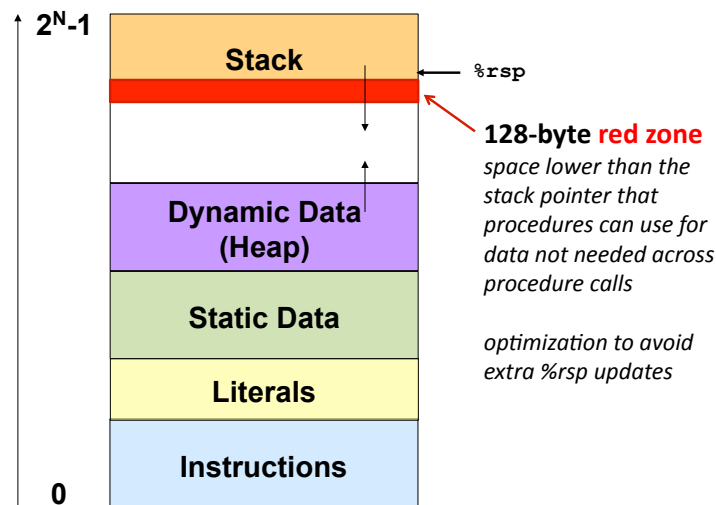 2ᴺ-1
Stack
%rsp
128-byte red zone
space lower than the
stack pointer that
procedures can use for
data not needed across
procedure calls
optimization to avoid
extra %rsp updates
Dynamic Data
(Heap)
Static Data
Literals
Instructions
0